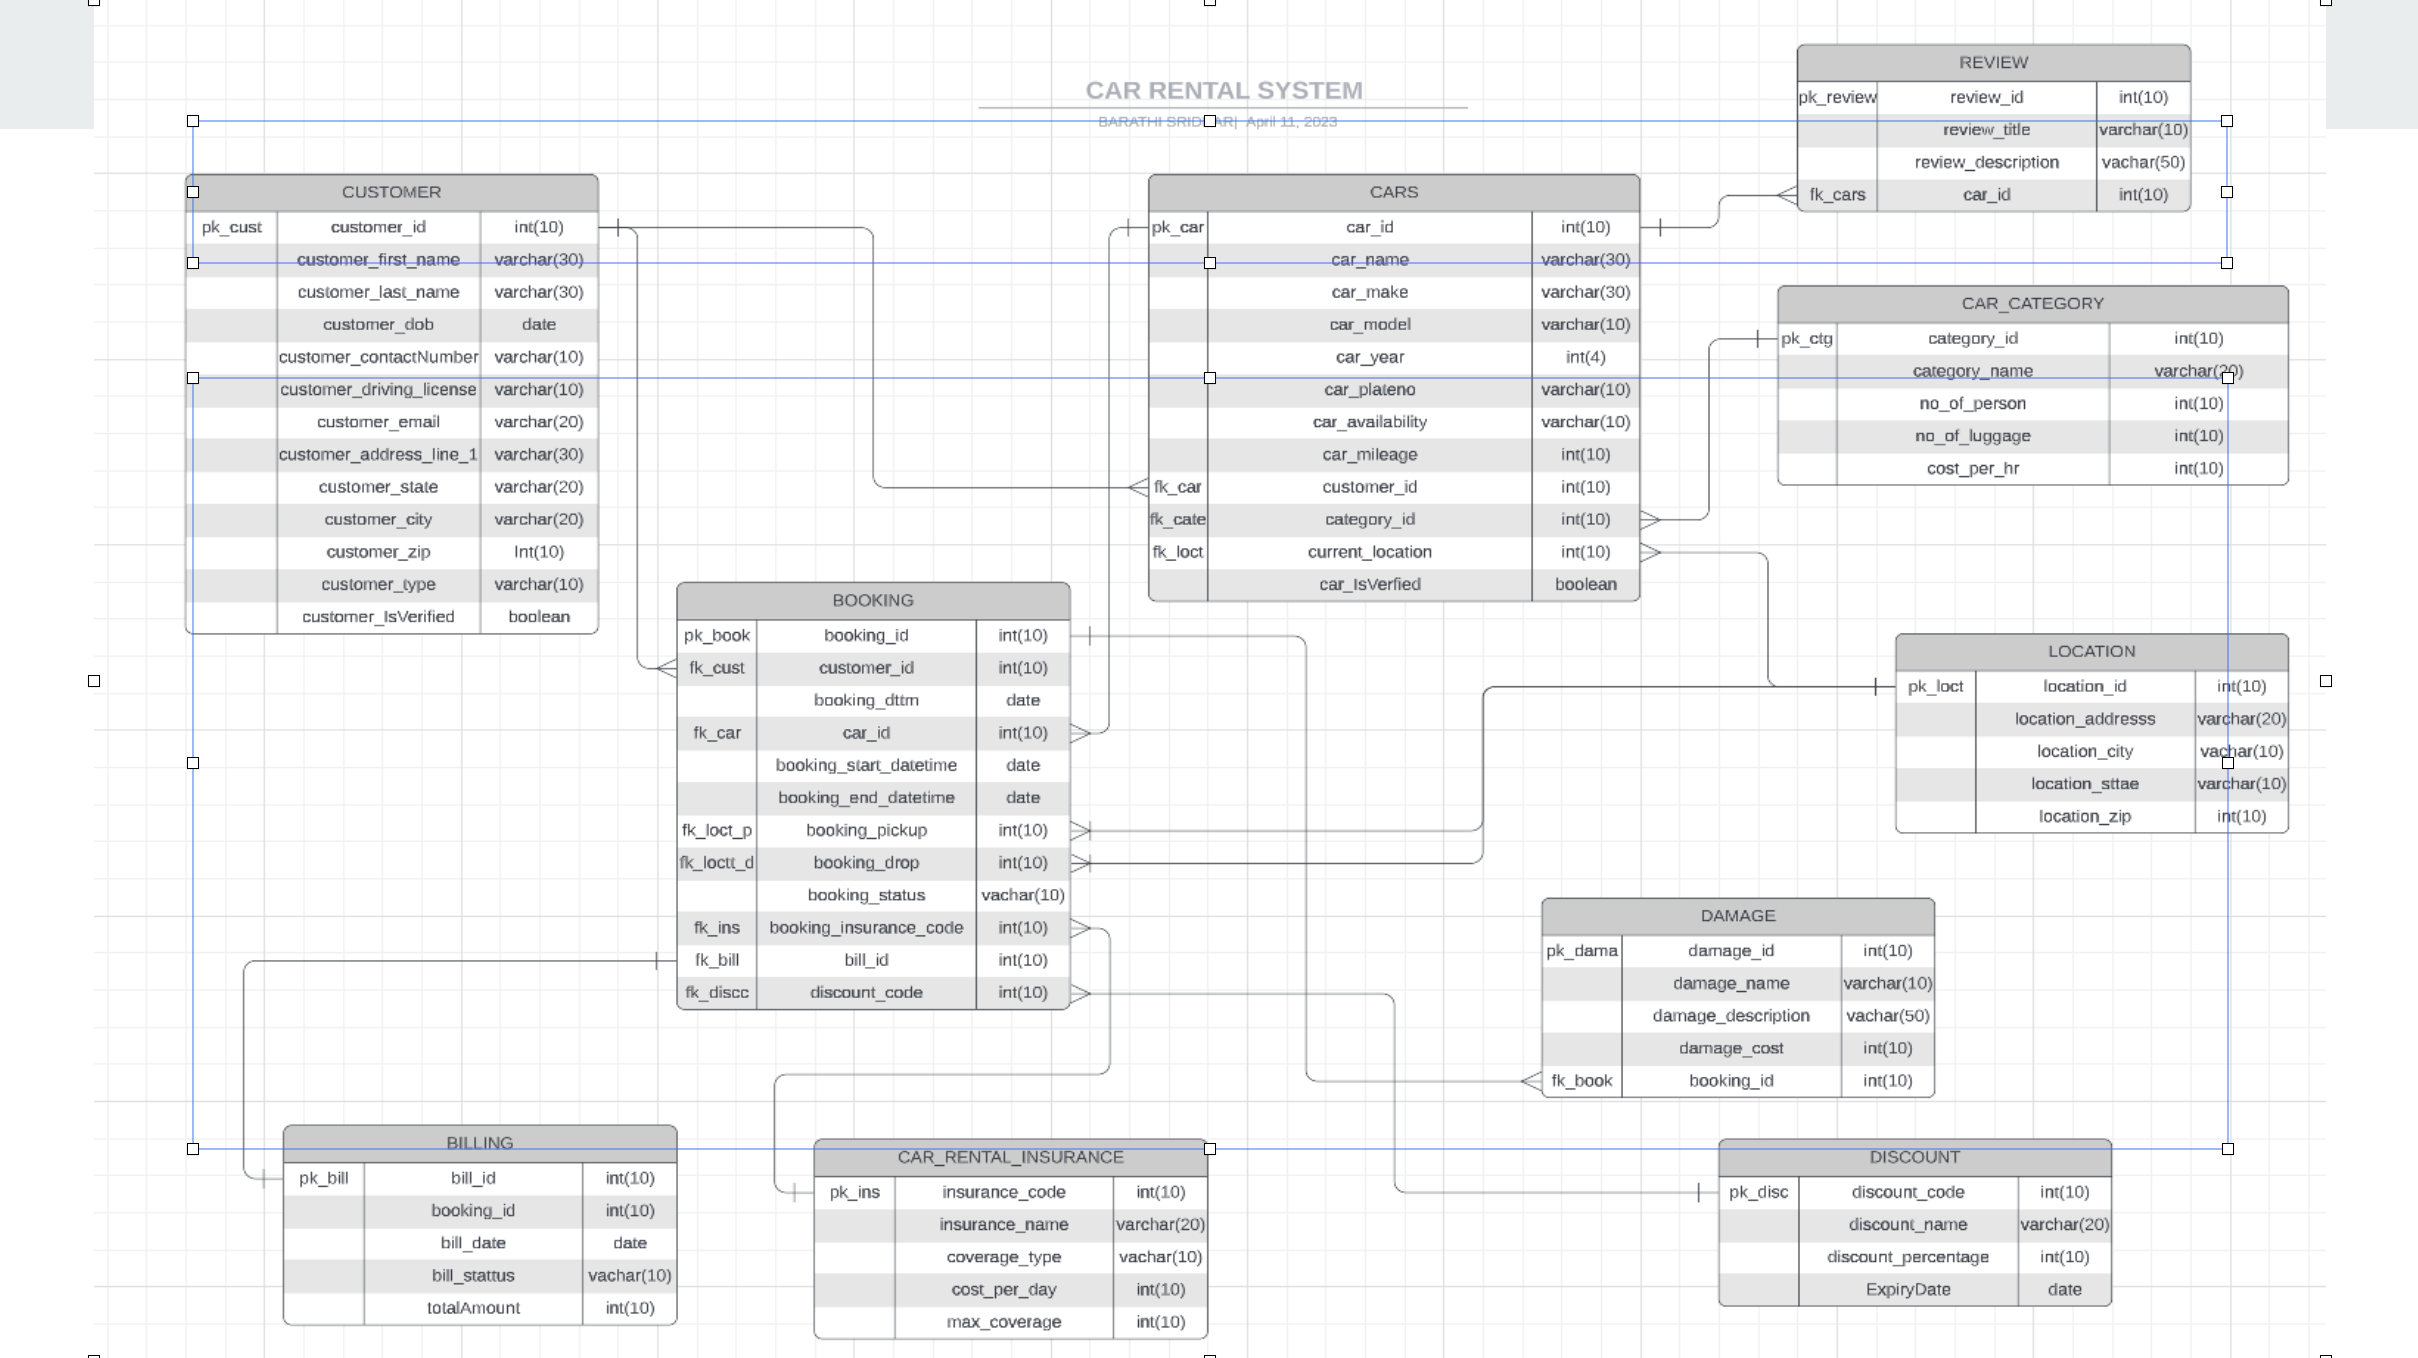 CAR RENTAL SYSTEM
BARATHI SRIDHAR| April 11, 2023
REVIEW
pk_review review_id int(10)
review_title varchar(10)
review_description vachar(50)
fk_cars car_id int(10)
CUSTOMER
pk_cust customer_id int(10)
customer_first_name varchar(30)
customer_last_name varchar(30)
customer_dob date
customer_contactNumber varchar(10)
customer_driving_license varchar(10)
customer_email varchar(20)
customer_address_line_1 varchar(30)
customer_state varchar(20)
customer_city varchar(20)
customer_zip Int(10)
customer_type varchar(10)
customer_IsVerified boolean
CARS
pk_car car_id int(10)
car_name varchar(30)
car_make varchar(30)
car_model varchar(10)
car_year int(4)
car_plateno varchar(10)
car_availability varchar(10)
car_mileage int(10)
fk_car customer_id int(10)
fk_cate category_id int(10)
fk_loct current_location int(10)
car_IsVerfied boolean
CAR_CATEGORY
pk_ctg category_id int(10)
category_name varchar(20)
no_of_person int(10)
no_of_luggage int(10)
cost_per_hr int(10)
BOOKING
pk_book booking_id int(10)
fk_cust customer_id int(10)
booking_dttm date
fk_car car_id int(10)
booking_start_datetime date
booking_end_datetime date
fk_loct_p booking_pickup int(10)
fk_loctt_d booking_drop int(10)
booking_status vachar(10)
fk_ins booking_insurance_code int(10)
fk_bill bill_id int(10)
fk_discc discount_code int(10)
LOCATION
pk_loct location_id int(10)
location_addresss varchar(20)
location_city vachar(10)
location_sttae varchar(10)
location_zip int(10)
DAMAGE
pk_dama damage_id int(10)
damage_name varchar(10)
damage_description vachar(50)
damage_cost int(10)
fk_book booking_id int(10)
BILLING
pk_bill bill_id int(10)
booking_id int(10)
bill_date date
bill_stattus vachar(10)
totalAmount int(10)
CAR_RENTAL_INSURANCE
pk_ins insurance_code int(10)
insurance_name varchar(20)
coverage_type vachar(10)
cost_per_day int(10)
max_coverage int(10)
DISCOUNT
pk_disc discount_code int(10)
discount_name varchar(20)
discount_percentage int(10)
ExpiryDate date